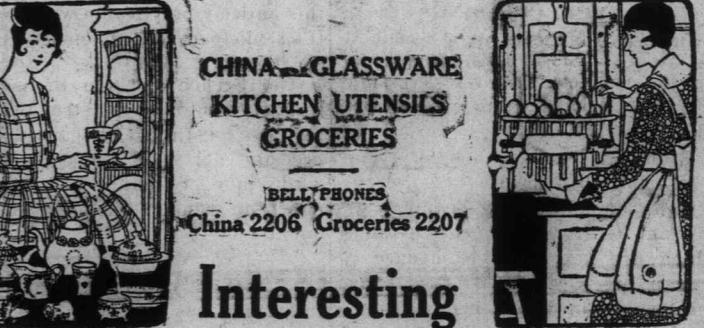 CHINA GLASSWARE
KITCHEN UTENSILS
GROCERIES
BELL PHONES
China 2206 Groceries 2207
Interesting